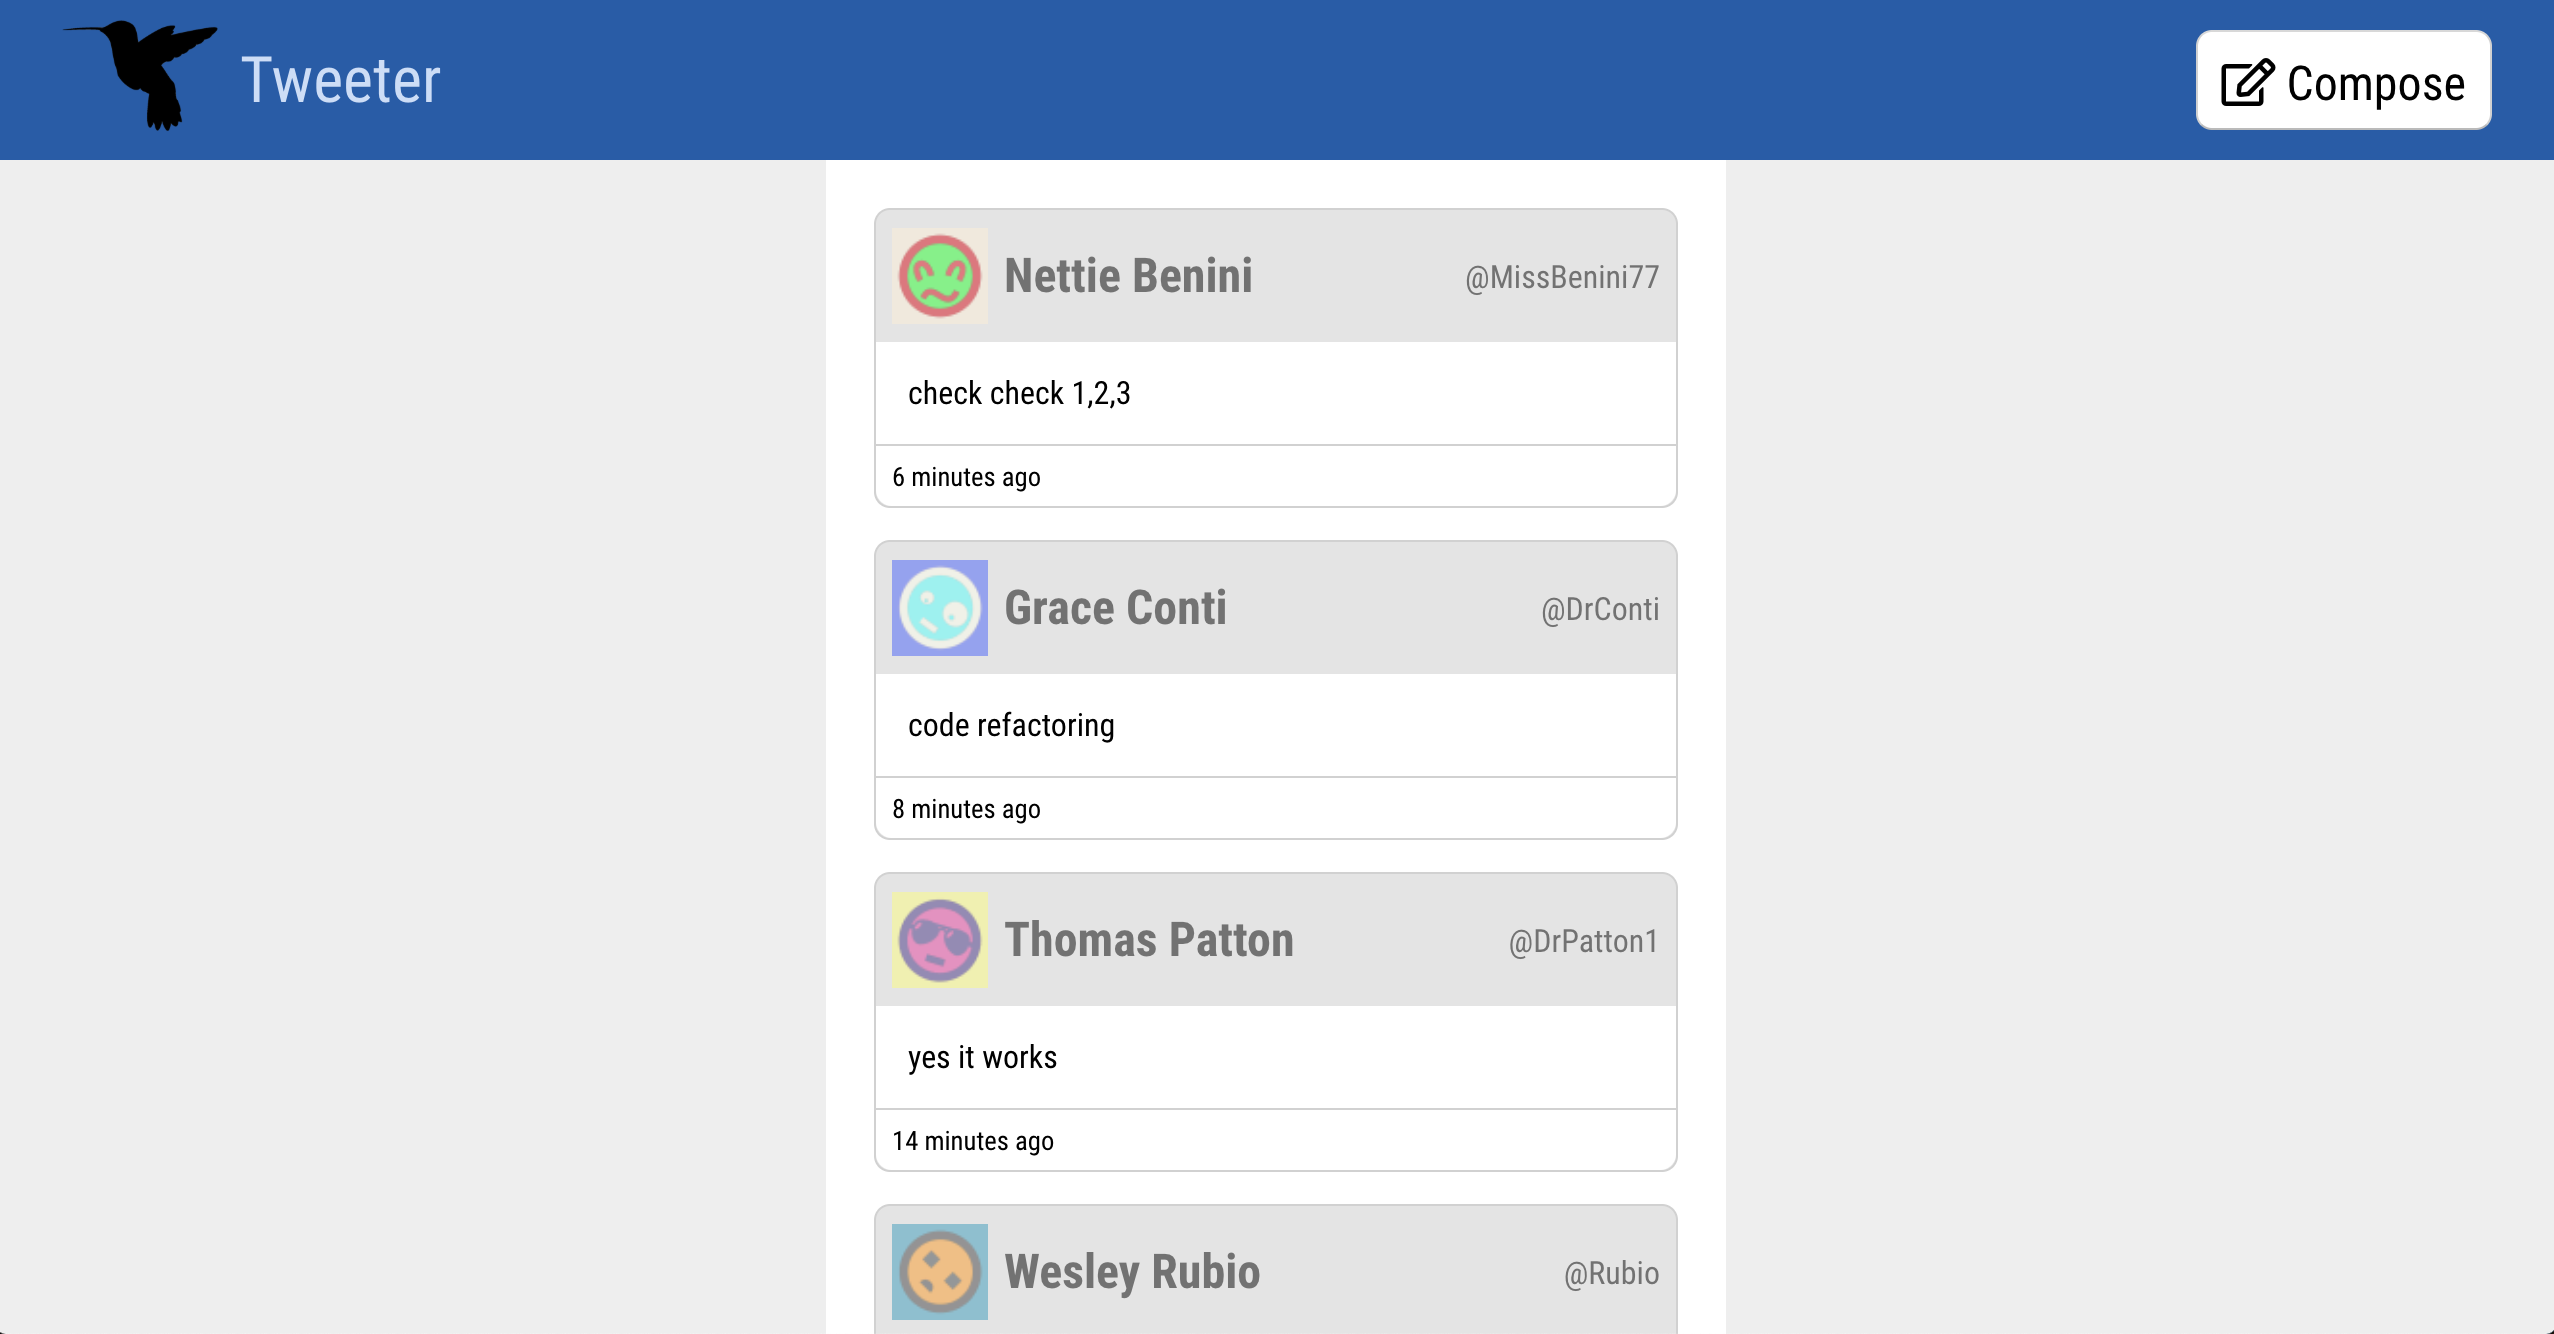 Tweeter
Compose
Nettie Benini @MissBenini77
check check 1,2,3
6 minutes ago
Grace Conti @DrConti
code refactoring
8 minutes ago
Thomas Patton @DrPatton1
yes it works
14 minutes ago
Wesley Rubio @Rubio